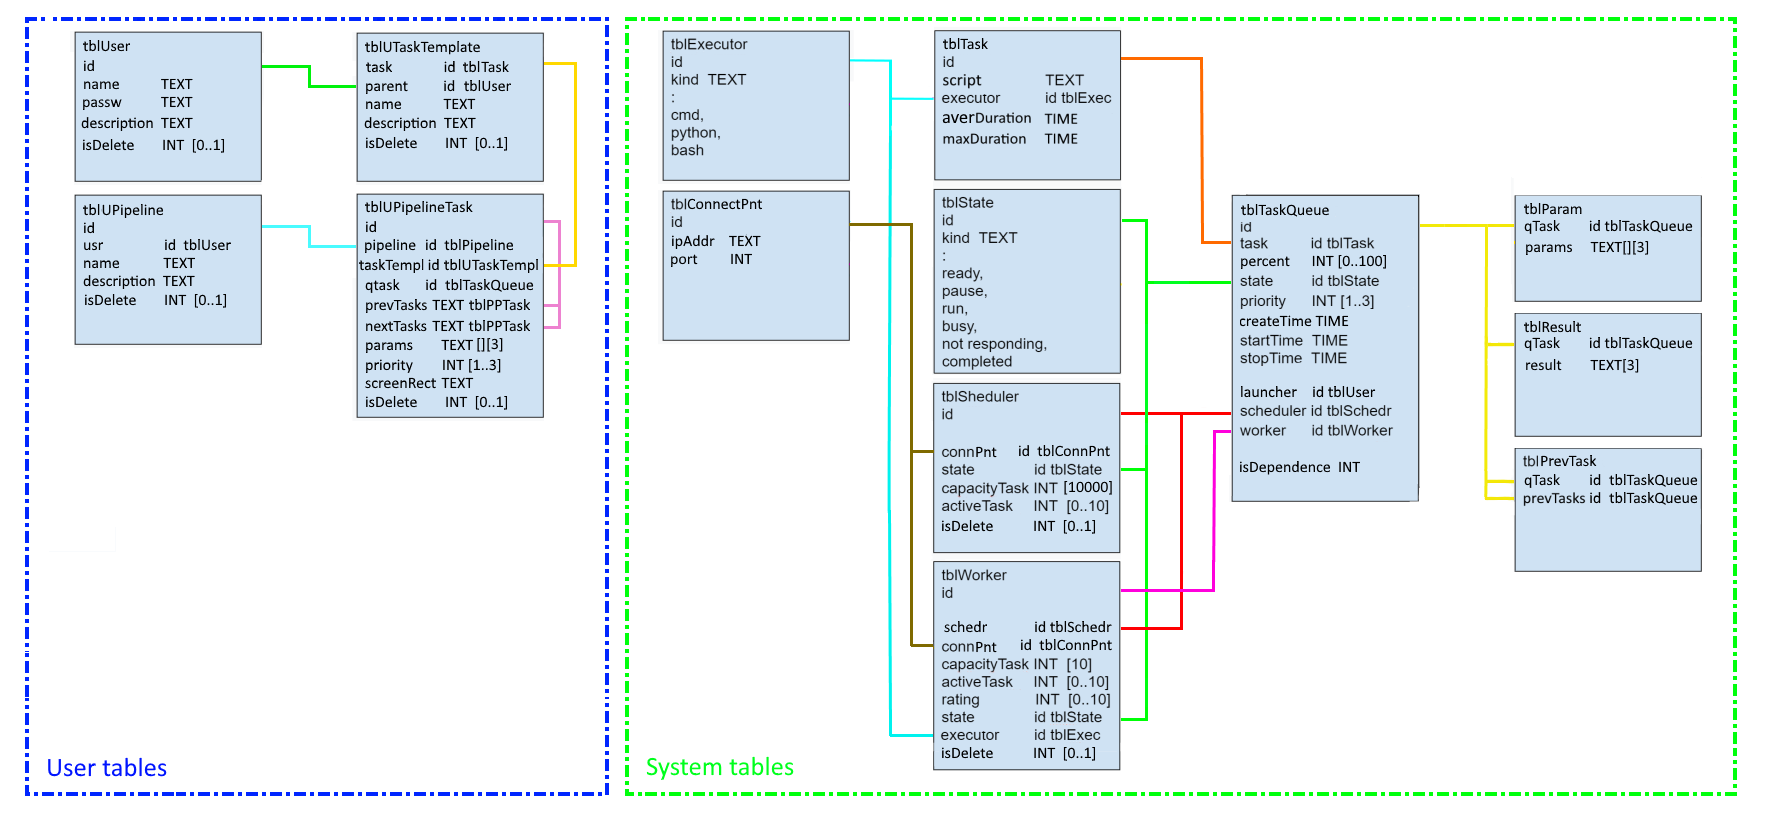 tblUser
id
name TEXT
passw TEXT
description TEXT
isDelete INT [0..1]
tblUTaskTemplate
task id tblTask
parent id tblUser
name TEXT
description TEXT
isDelete INT [0..1]
tblUPipeline
id
usr id tblUser
name TEXT
description TEXT
isDelete INT [0..1]
tblUPipelineTask
id
pipeline id tblPipeline
taskTempl id tblUTaskTempl
qtask id tblTaskQueue
prevTasks TEXT tblPPTask
nextTasks TEXT tblPPTask
params TEXT [][3]
priority INT [1..3]
screenRect TEXT
isDelete INT [0..1]
User tables
tblExecutor
id
kind TEXT
:
cmd,
python,
bash
tblConnectPnt
id
ipAddr TEXT
port INT
tblTask
id
script TEXT
executor id tblExec
averDuration TIME
maxDuration TIME
tblState
id
kind TEXT
:
ready,
pause,
run,
busy,
not responding,
completed
tblSheduler
id
connPnt id tblConnPnt
state id tblState
capacityTask INT [10000]
activeTask INT [0..10]
isDelete INT [0..1]
tblWorker
id
schedr id tblSchedr
connPnt id tblConnPnt
capacityTask INT [10]
activeTask INT [0..10]
rating INT [0..10]
state id tblState
executor id tblExec
isDelete INT [0..1]
tblTaskQueue
id
task id tblTask
percent INT [0..100]
state id tblState
priority INT [1..3]
createTime TIME
startTime TIME
stopTime TIME
launcher id tblUser
scheduler id tblSchedr
worker id tblWorker
isDependence INT
tblParam
qTask id tblTaskQueue
params TEXT[][3]
tblResult
qTask id tblTaskQueue
result TEXT[3]
tblPrevTask
qTask id tblTaskQueue
prevTasks id tblTaskQueue
System tables